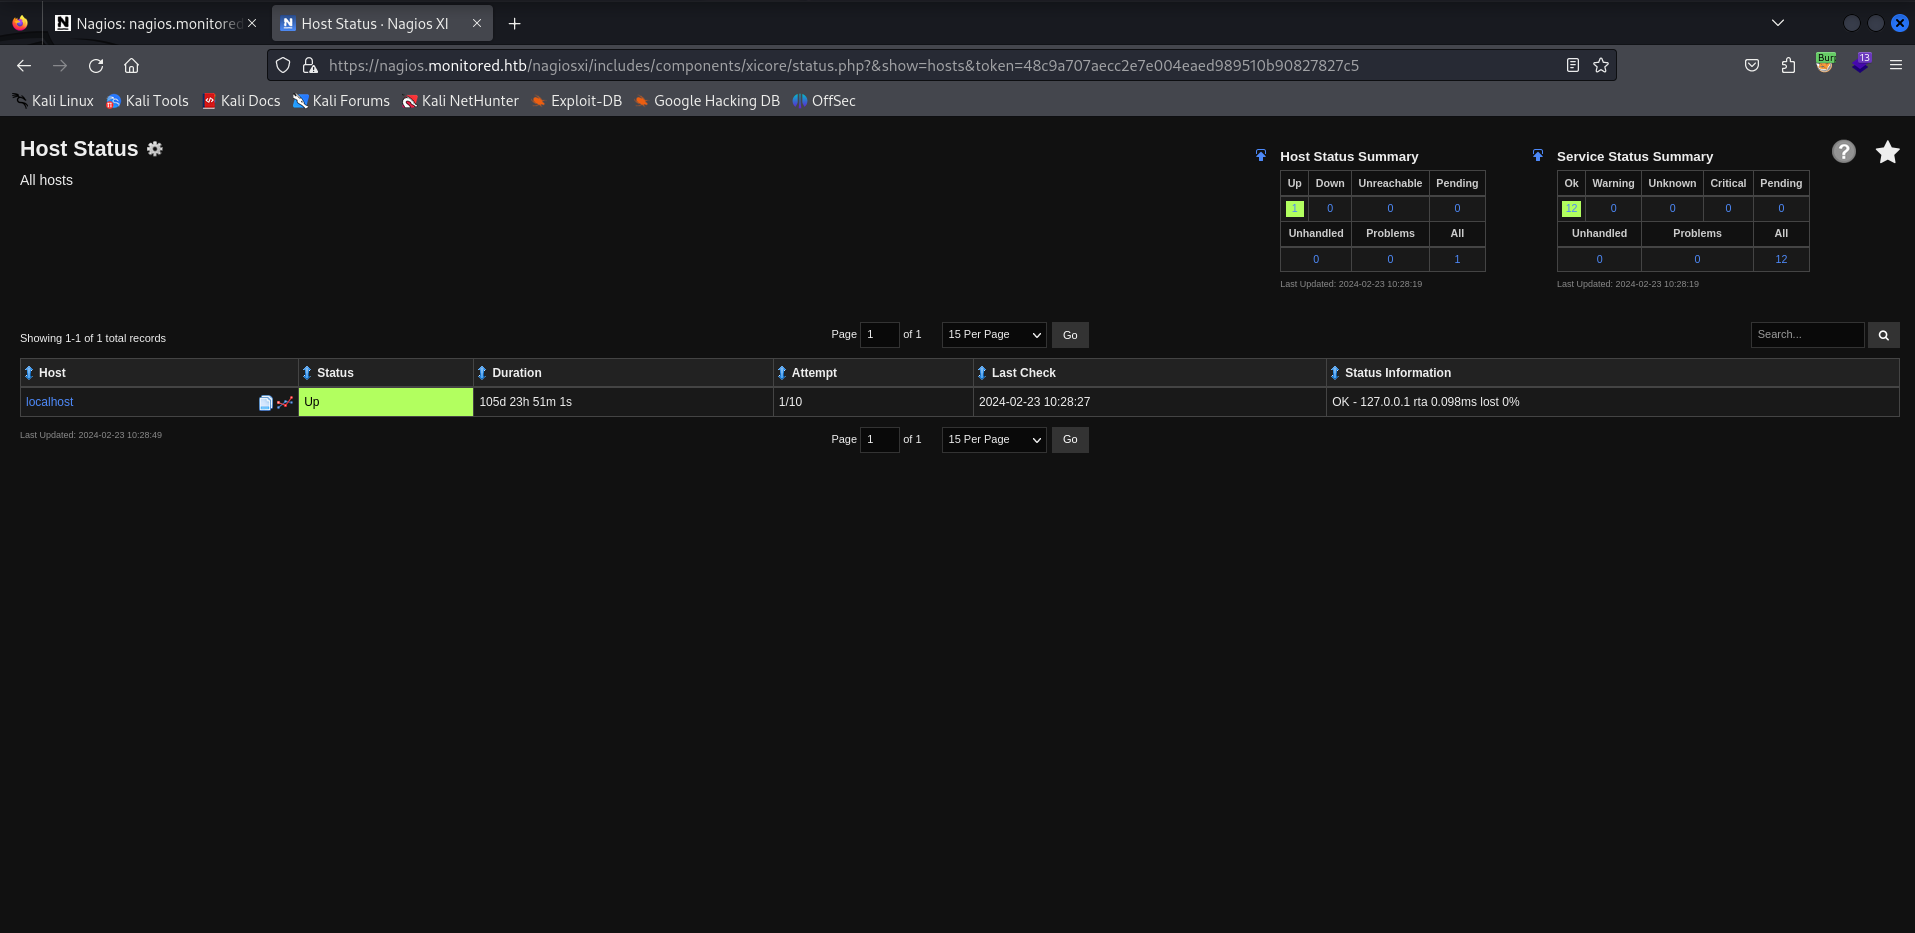 Nagios: nagios.monitored
Host Status · Nagios XI
https://nagios.monitored.htb/nagiosxi/includes/components/xicore/status.php?&show=hosts&token=48c9a707aecc2e7e004eaed989510b90827827c5
Bur
13
Kali Linux Kali Tools Kali Docs Kali Forums Kali NetHunter Exploit-DB Google Hacking DB OffSec
Host Status
All hosts
Host Status Summary
Up Down Unreachable Pending
1 0 0 0
Unhandled Problems All
0 0 1
Last Updated: 2024-02-23 10:28:19
Service Status Summary
Ok Warning Unknown Critical Pending
12 0 0 0 0
Unhandled Problems All
0 0 12
Last Updated: 2024-02-23 10:28:19
?
Showing 1-1 of 1 total records
Page 1 of 1 15 Per Page Go
Search...
Host Status Duration Attempt Last Check Status Information
localhost Up 105d 23h 51m 1s 1/10 2024-02-23 10:28:27 OK - 127.0.0.1 rta 0.098ms lost 0%
Last Updated: 2024-02-23 10:28:49
Page 1 of 1 15 Per Page Go